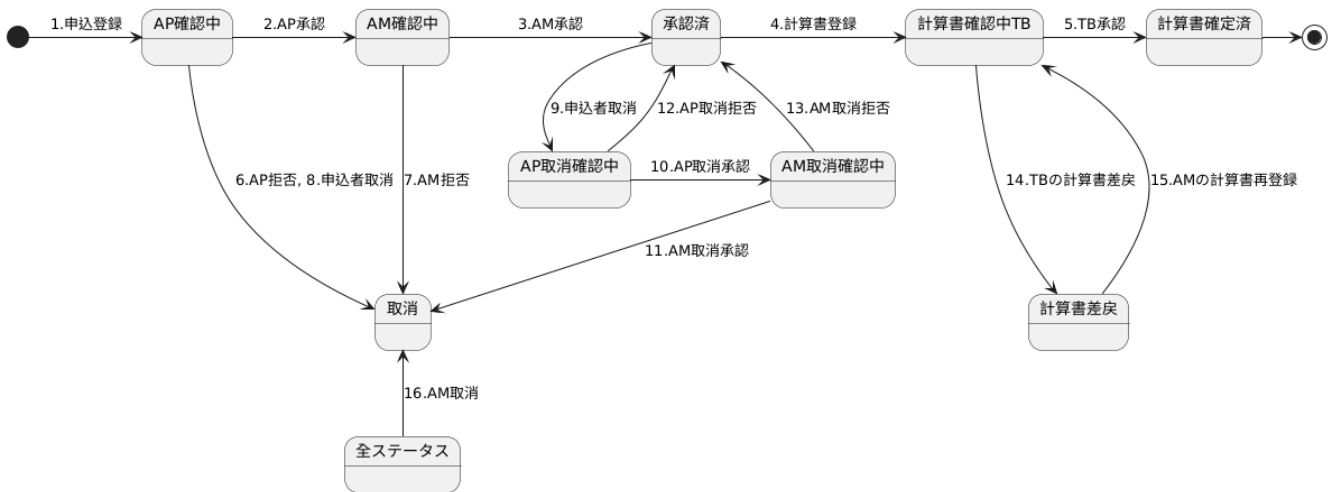 1.申込登録
AP確認中
2.AP承認
AM確認中
3.AM承認
承認済
4.計算書登録
計算書確認中TB
5.TB承認
計算書確定済
9.申込者取消
12.AP取消拒否
13.AM取消拒否
6.AP拒否, 8.申込者取消
7.AM拒否
AP取消確認中
10.AP取消承認
AM取消確認中
14.TBの計算書差戻
15.AMの計算書再登録
11.AM取消承認
取消
計算書差戻
16.AM取消
全ステータス